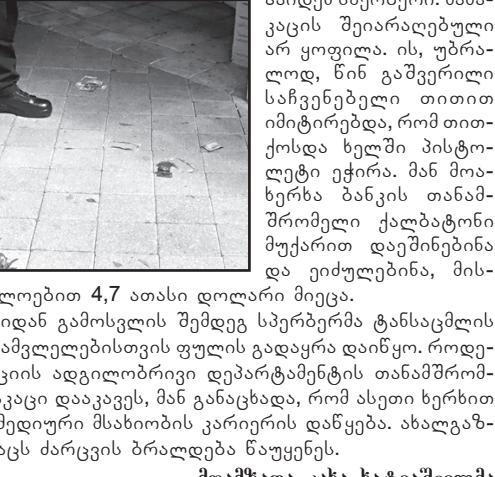 კაცის შეიარაღებული
არ ყოფილა. ის, უბრა-
ლოდ, წინ გაშვერილი
საჩვენებელი თითით
იმიტირებდა, რომ თით-
ქოსდა ხელში პისტო-
ლეტი ეჭირა. მან მოა-
ხერხა ბანკის თანამ-
შრომელი ქალბატონი
მუქარით დაეშინებინა
და ეიძულებინა, მის-
ლოებით 4,7 ათასი დოლარი მიეცა.
იდან გამოსვლის შემდეგ სპერბერმა ტანსაცმლის
ამვლელებისთვის ფულის გადაყრა დაიწყო. როდე-
ციის ადგილობრივი დეპარტამენტის თანამშრომ-
აკაცი დააკავეს, მან განაცხადა, რომ ასეთი ხერხით
მედიური მსახიობის კარიერის დაწყება. ახალგაზ-
აცს ძარცვის ბრალდება წაუყენეს.